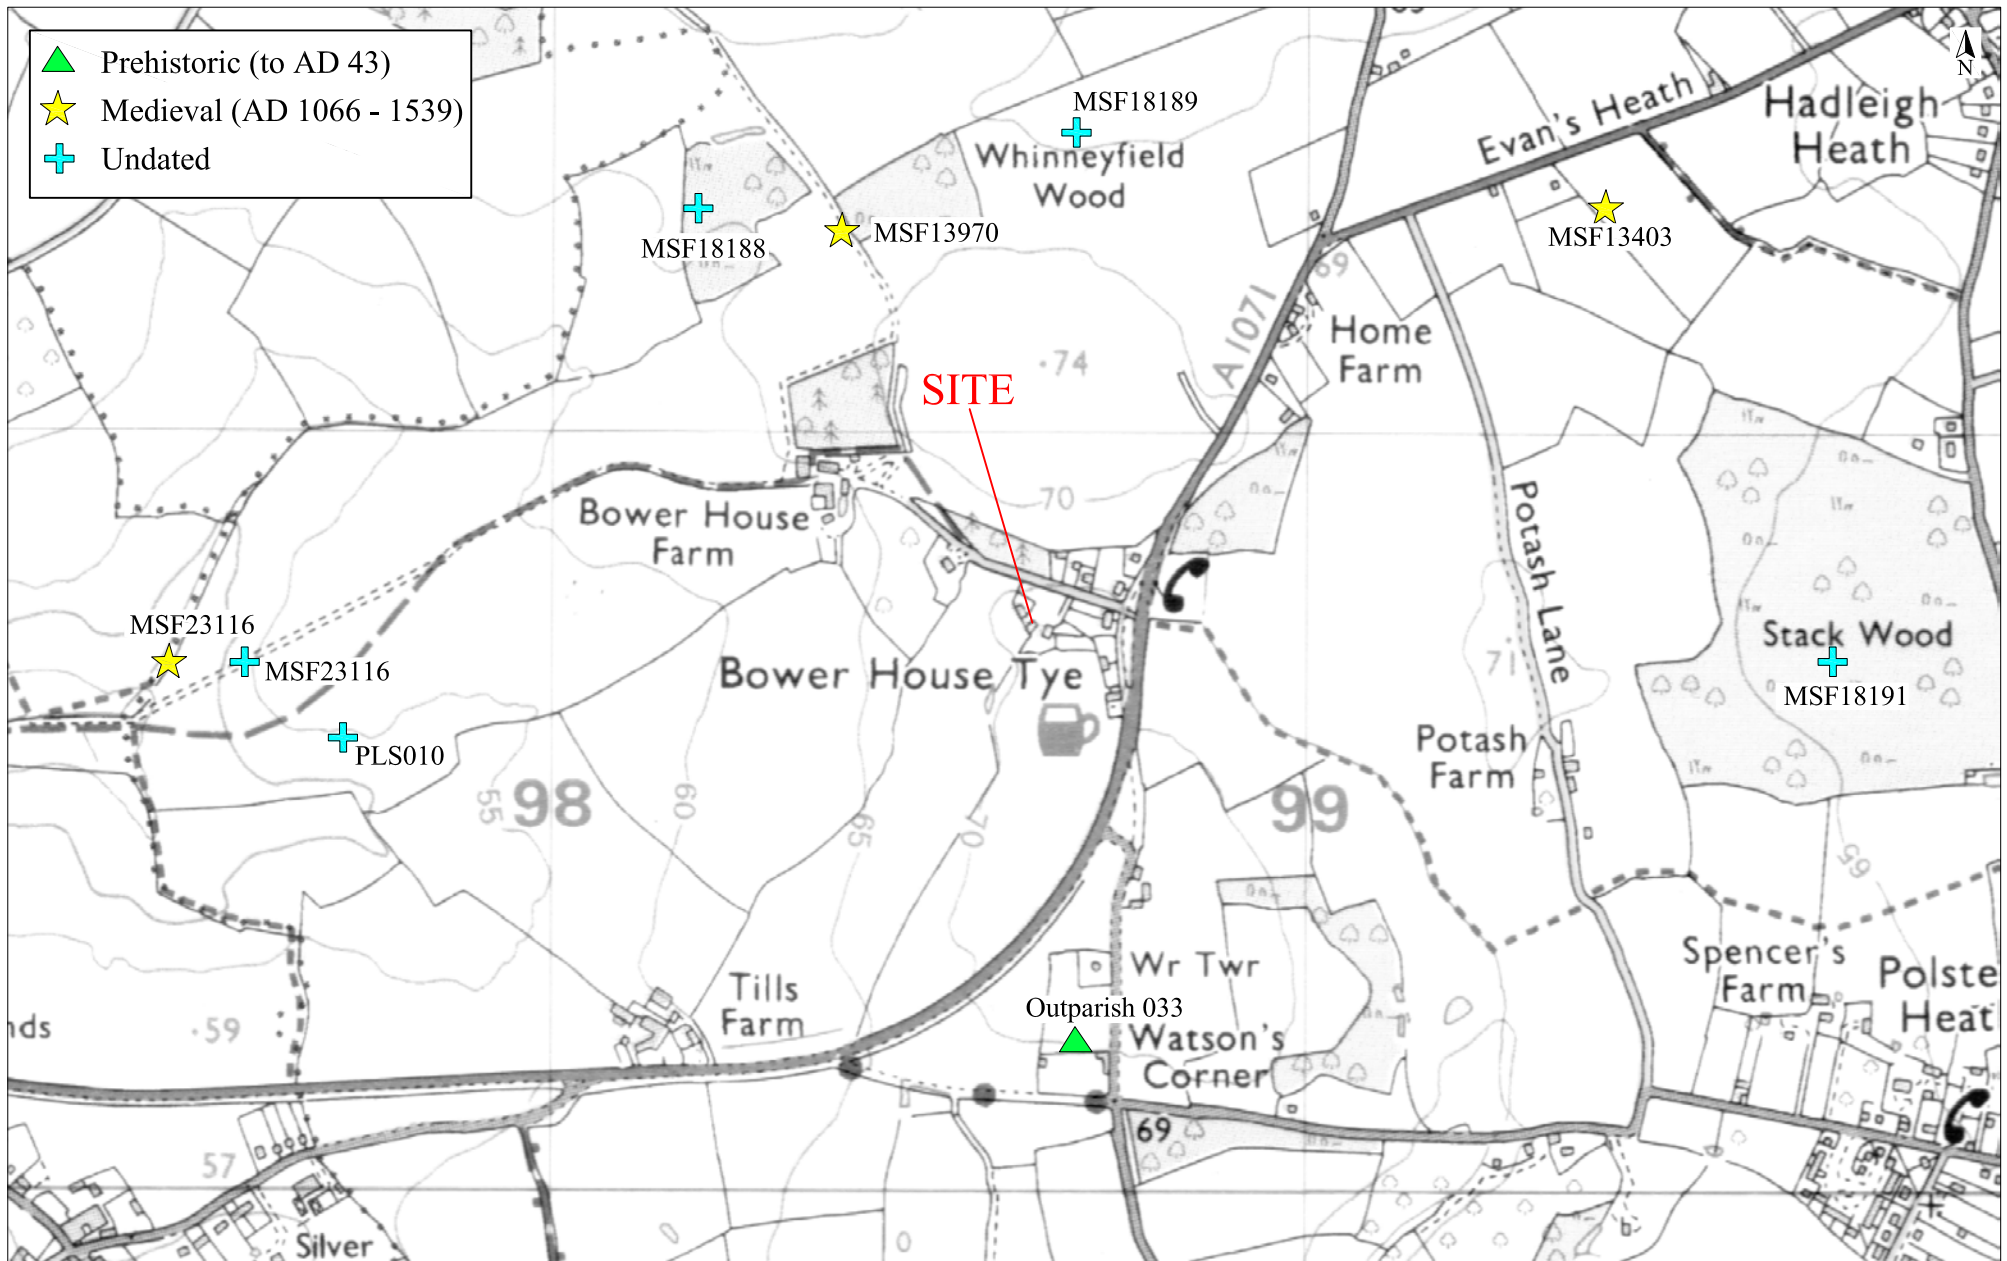 Prehistoric (to AD 43)
Medieval (AD 1066 - 1539)
Undated
N
MSF18189
Whinneyfield
Wood
Evan's Heath
Hadleigh
Heath
MSF18188
MSF13970
MSF13403
69
A 1071
Home
Farm
74
SITE
70
Bower House
Farm
Potash Lane
MSF23116
MSF23116
Bower House Tye
71
Stack Wood
MSF18191
PLS010
Potash
Farm
55
98
60
65
70
99
65
Spencer's
Farm
Polste
Heat
Wr Twr
Tills
Farm
Outparish 033
Watson's
Corner
nds
59
69
57
Silver